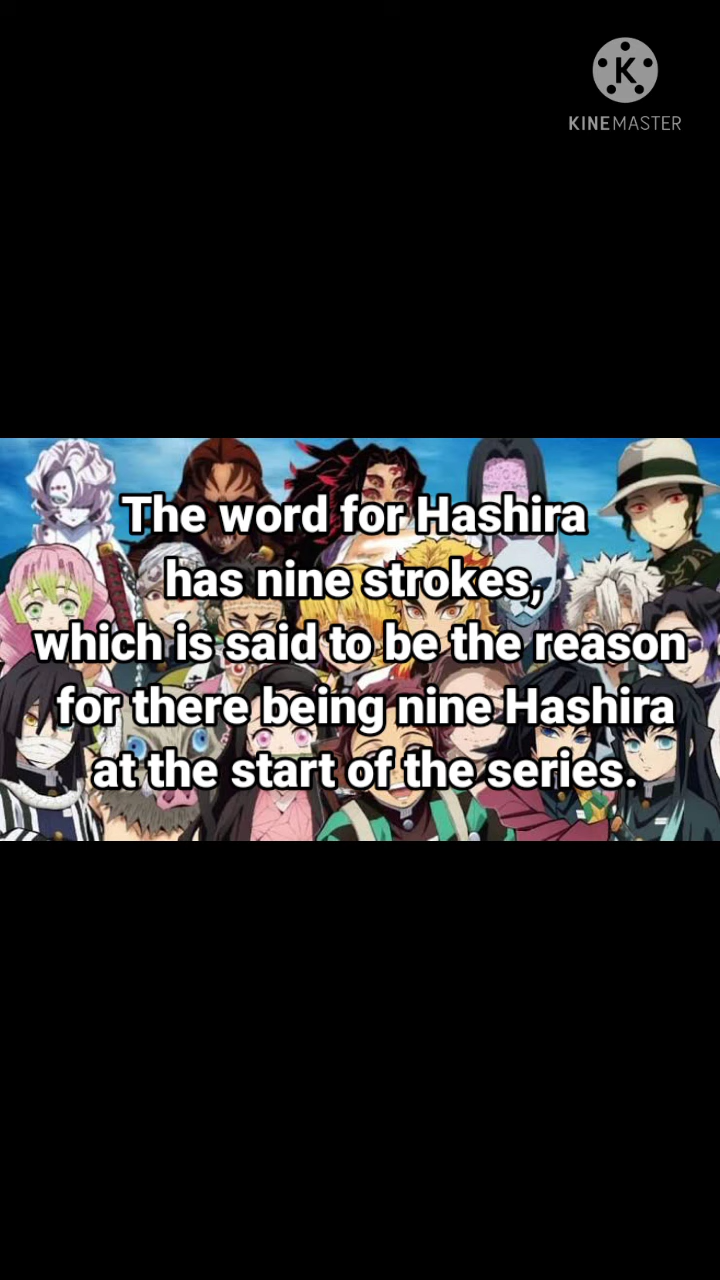 K
KINEMASTER
The word for Hashira
has nine strokes,
which is said to be the reason
for there being nine Hashira
at the start of the series.